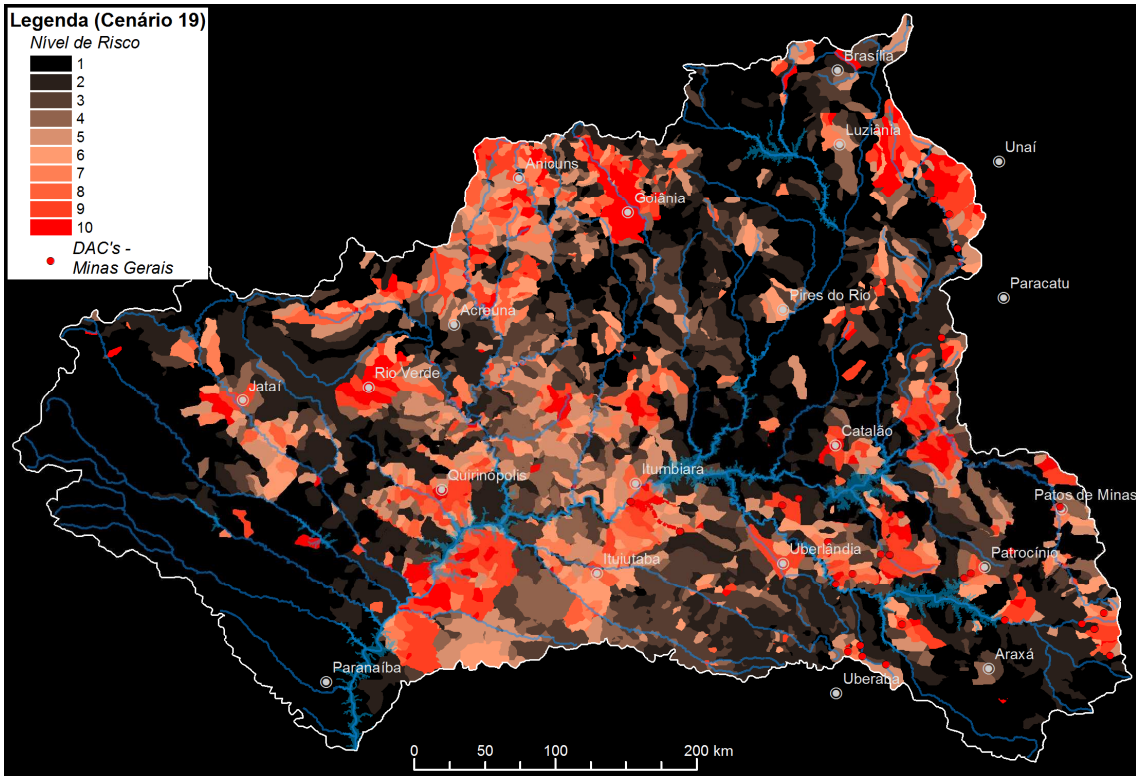 Legenda (Cenário 19)
Nível de Risco
1
2
3
4
5
6
7
8
9
10
DAC's -
Minas Gerais
Brasília
Luziânia
Unaí
Anicuns
Goiânia
Paracatu
Pires do Rio
Acreúna
Rio Verde
Jataí
Catalão
Quirinópolis
Itumbiara
Patos de Minas
Uberlândia
Patrocínio
Ituiutaba
Araxá
Paranaíba
Uberaba
0 50 100 200 km